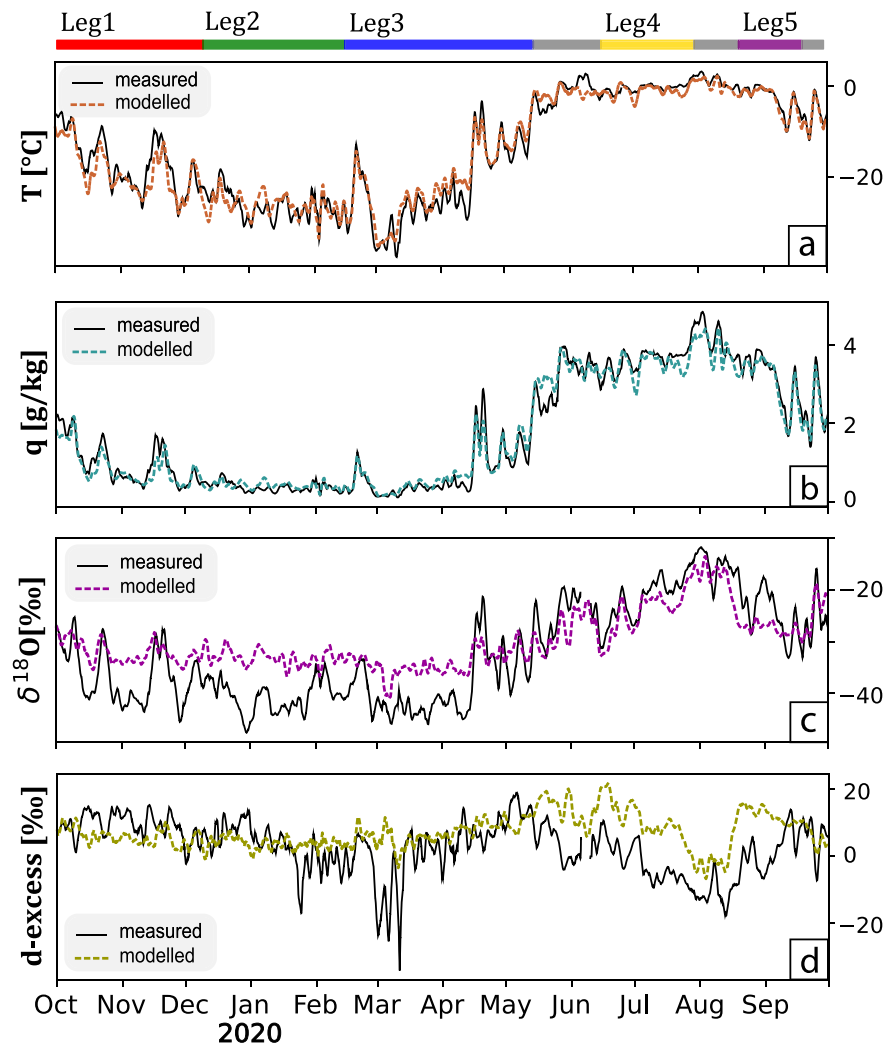 Leg1 Leg2 Leg3 Leg4 Leg5
measured
modelled
T [°C]
0
−20
a
measured
modelled
q [g/kg]
4
2
0
b
measured
modelled
δ¹⁸O[‰]
−20
−40
c
d-excess [‰]
20
0
−20
measured
modelled
d
Oct Nov Dec Jan Feb Mar Apr May Jun Jul Aug Sep
2020